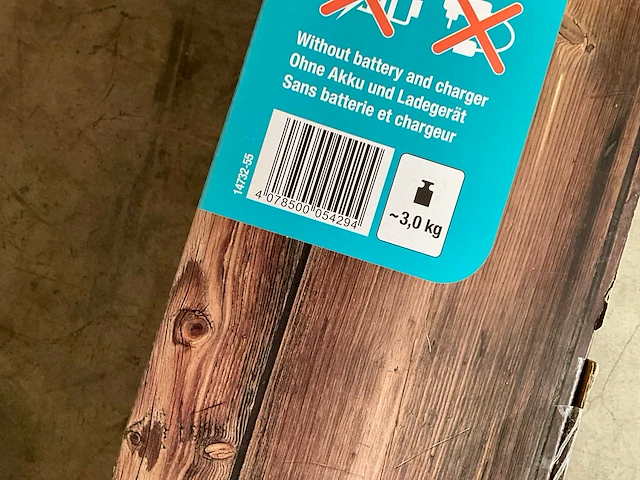 Without battery and charger
Ohne Akku und Ladegerät
Sans batterie et chargeur
14732-55
4 078500 054294
~3,0 kg